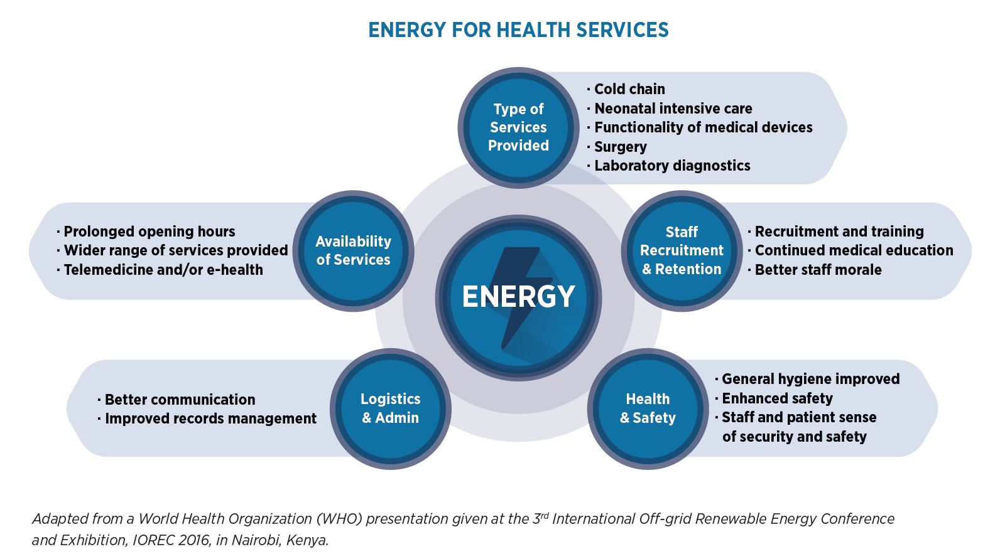 ENERGY FOR HEALTH SERVICES
Type of
Services
Provided
· Cold chain
· Neonatal intensive care
· Functionality of medical devices
· Surgery
· Laboratory diagnostics
· Prolonged opening hours
· Wider range of services provided
· Telemedicine and/or e-health
Availability
of Services
Staff
Recruitment
& Retention
· Recruitment and training
· Continued medical education
· Better staff morale
ENERGY
· Better communication
· Improved records management
Logistics
& Admin
Health
& Safety
· General hygiene improved
· Enhanced safety
· Staff and patient sense
of security and safety
Adapted from a World Health Organization (WHO) presentation given at the 3rd International Off-grid Renewable Energy Conference
and Exhibition, IOREC 2016, in Nairobi, Kenya.